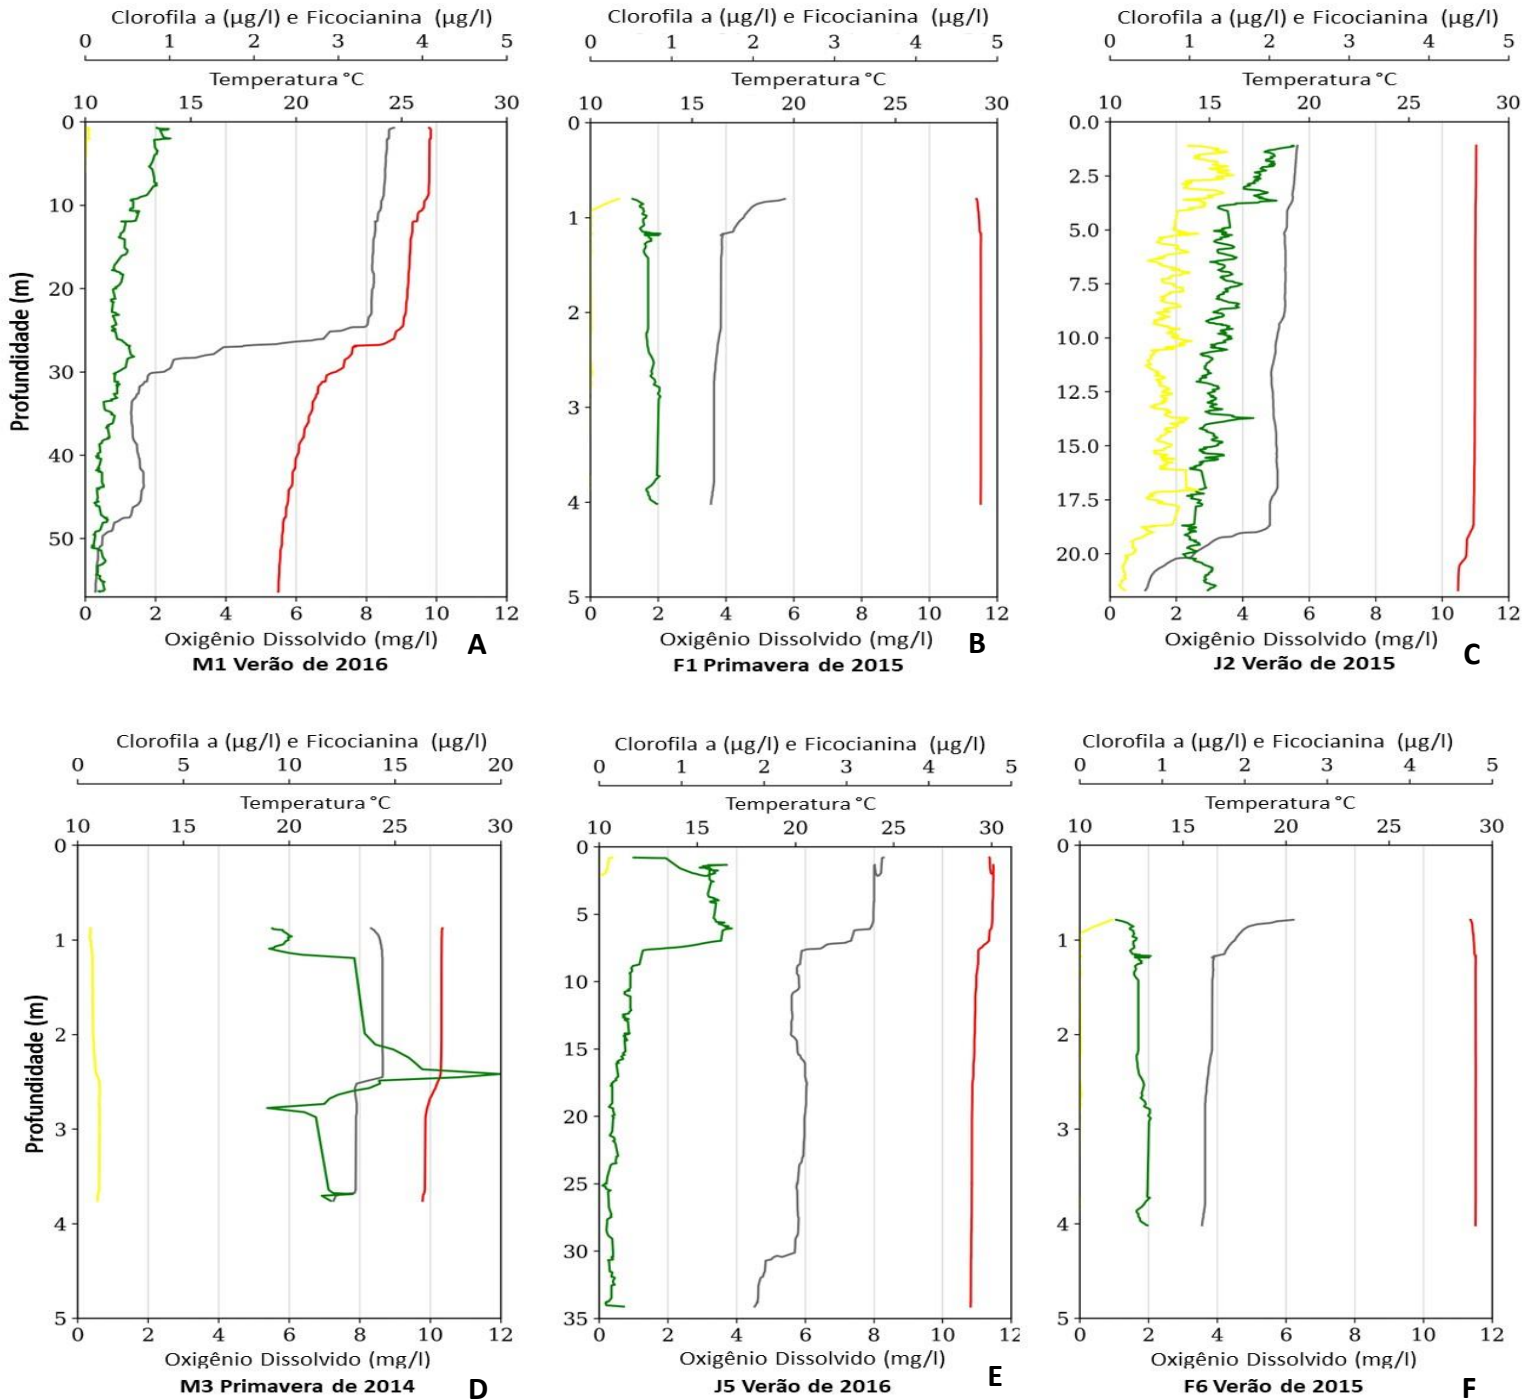 Clorofila a (µg/l) e Ficocianina (µg/l)
0 1 2 3 4 5
Temperatura °C
10 15 20 25 30
0
10
20
30
40
50
Profundidade (m)
0 2 4 6 8 10 12
Oxigênio Dissolvido (mg/l)
M1 Verão de 2016
A
Clorofila a (µg/l) e Ficocianina (µg/l)
0 1 2 3 4 5
Temperatura °C
10 15 20 25 30
0
1
2
3
4
5
0 2 4 6 8 10 12
Oxigênio Dissolvido (mg/l)
F1 Primavera de 2015
B
Clorofila a (µg/l) e Ficocianina (µg/l)
0 1 2 3 4 5
Temperatura °C
10 15 20 25 30
0.0
2.5
5.0
7.5
10.0
12.5
15.0
17.5
20.0
0 2 4 6 8 10 12
Oxigênio Dissolvido (mg/l)
J2 Verão de 2015
C
Clorofila a (µg/l) e Ficocianina (µg/l)
0 5 10 15 20
Temperatura °C
10 15 20 25 30
0
1
2
3
4
5
Profundidade (m)
0 2 4 6 8 10 12
Oxigênio Dissolvido (mg/l)
M3 Primavera de 2014
D
Clorofila a (µg/l) e Ficocianina (µg/l)
0 1 2 3 4 5
Temperatura °C
10 15 20 25 30
0
5
10
15
20
25
30
35
0 2 4 6 8 10 12
Oxigênio Dissolvido (mg/l)
J5 Verão de 2016
E
Clorofila a (µg/l) e Ficocianina (µg/l)
0 1 2 3 4 5
Temperatura °C
10 15 20 25 30
0
1
2
3
4
5
0 2 4 6 8 10 12
Oxigênio Dissolvido (mg/l)
F6 Verão de 2015
F